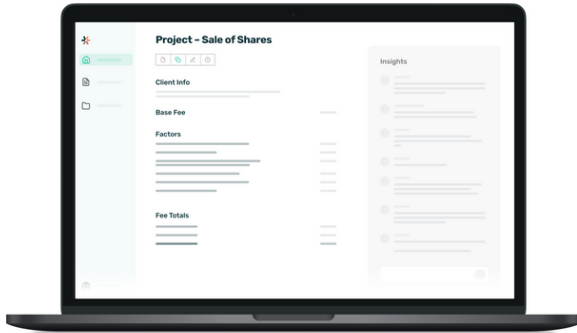 Project – Sale of Shares
Insights
Client Info
Base Fee
Factors
Fee Totals